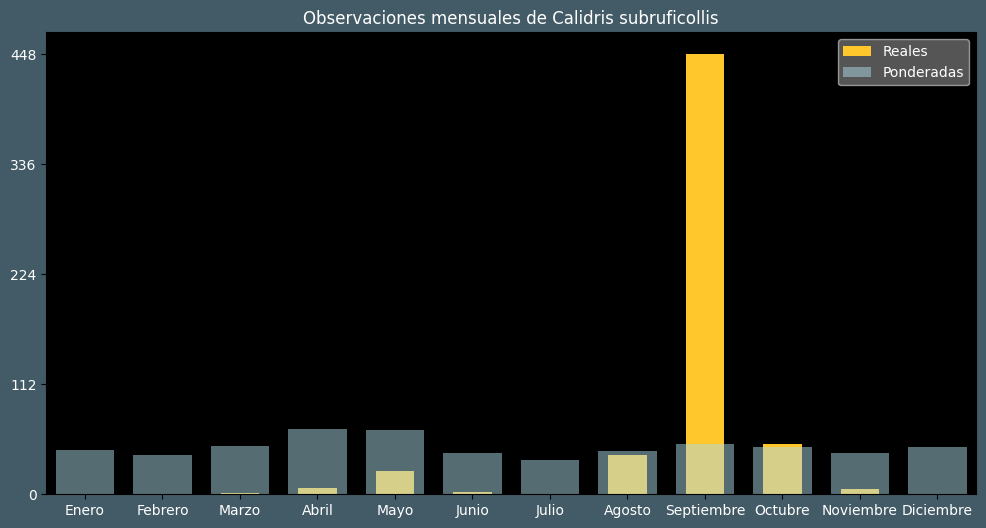 Observaciones mensuales de Calidris subruficollis
Reales
Ponderadas
448
336
224
112
0
Enero Febrero Marzo Abril Mayo Junio Julio Agosto Septiembre Octubre Noviembre Diciembre